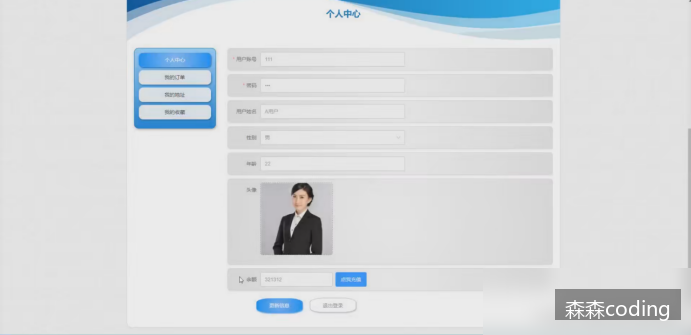 个人中心
个人中心
我的订单
我的地址
我的收藏
* 用户账号 111
* 密码
用户姓名 A用户
性别 男
年龄 22
头像
余额
点我充值
更新信息
退出登录
森森coding